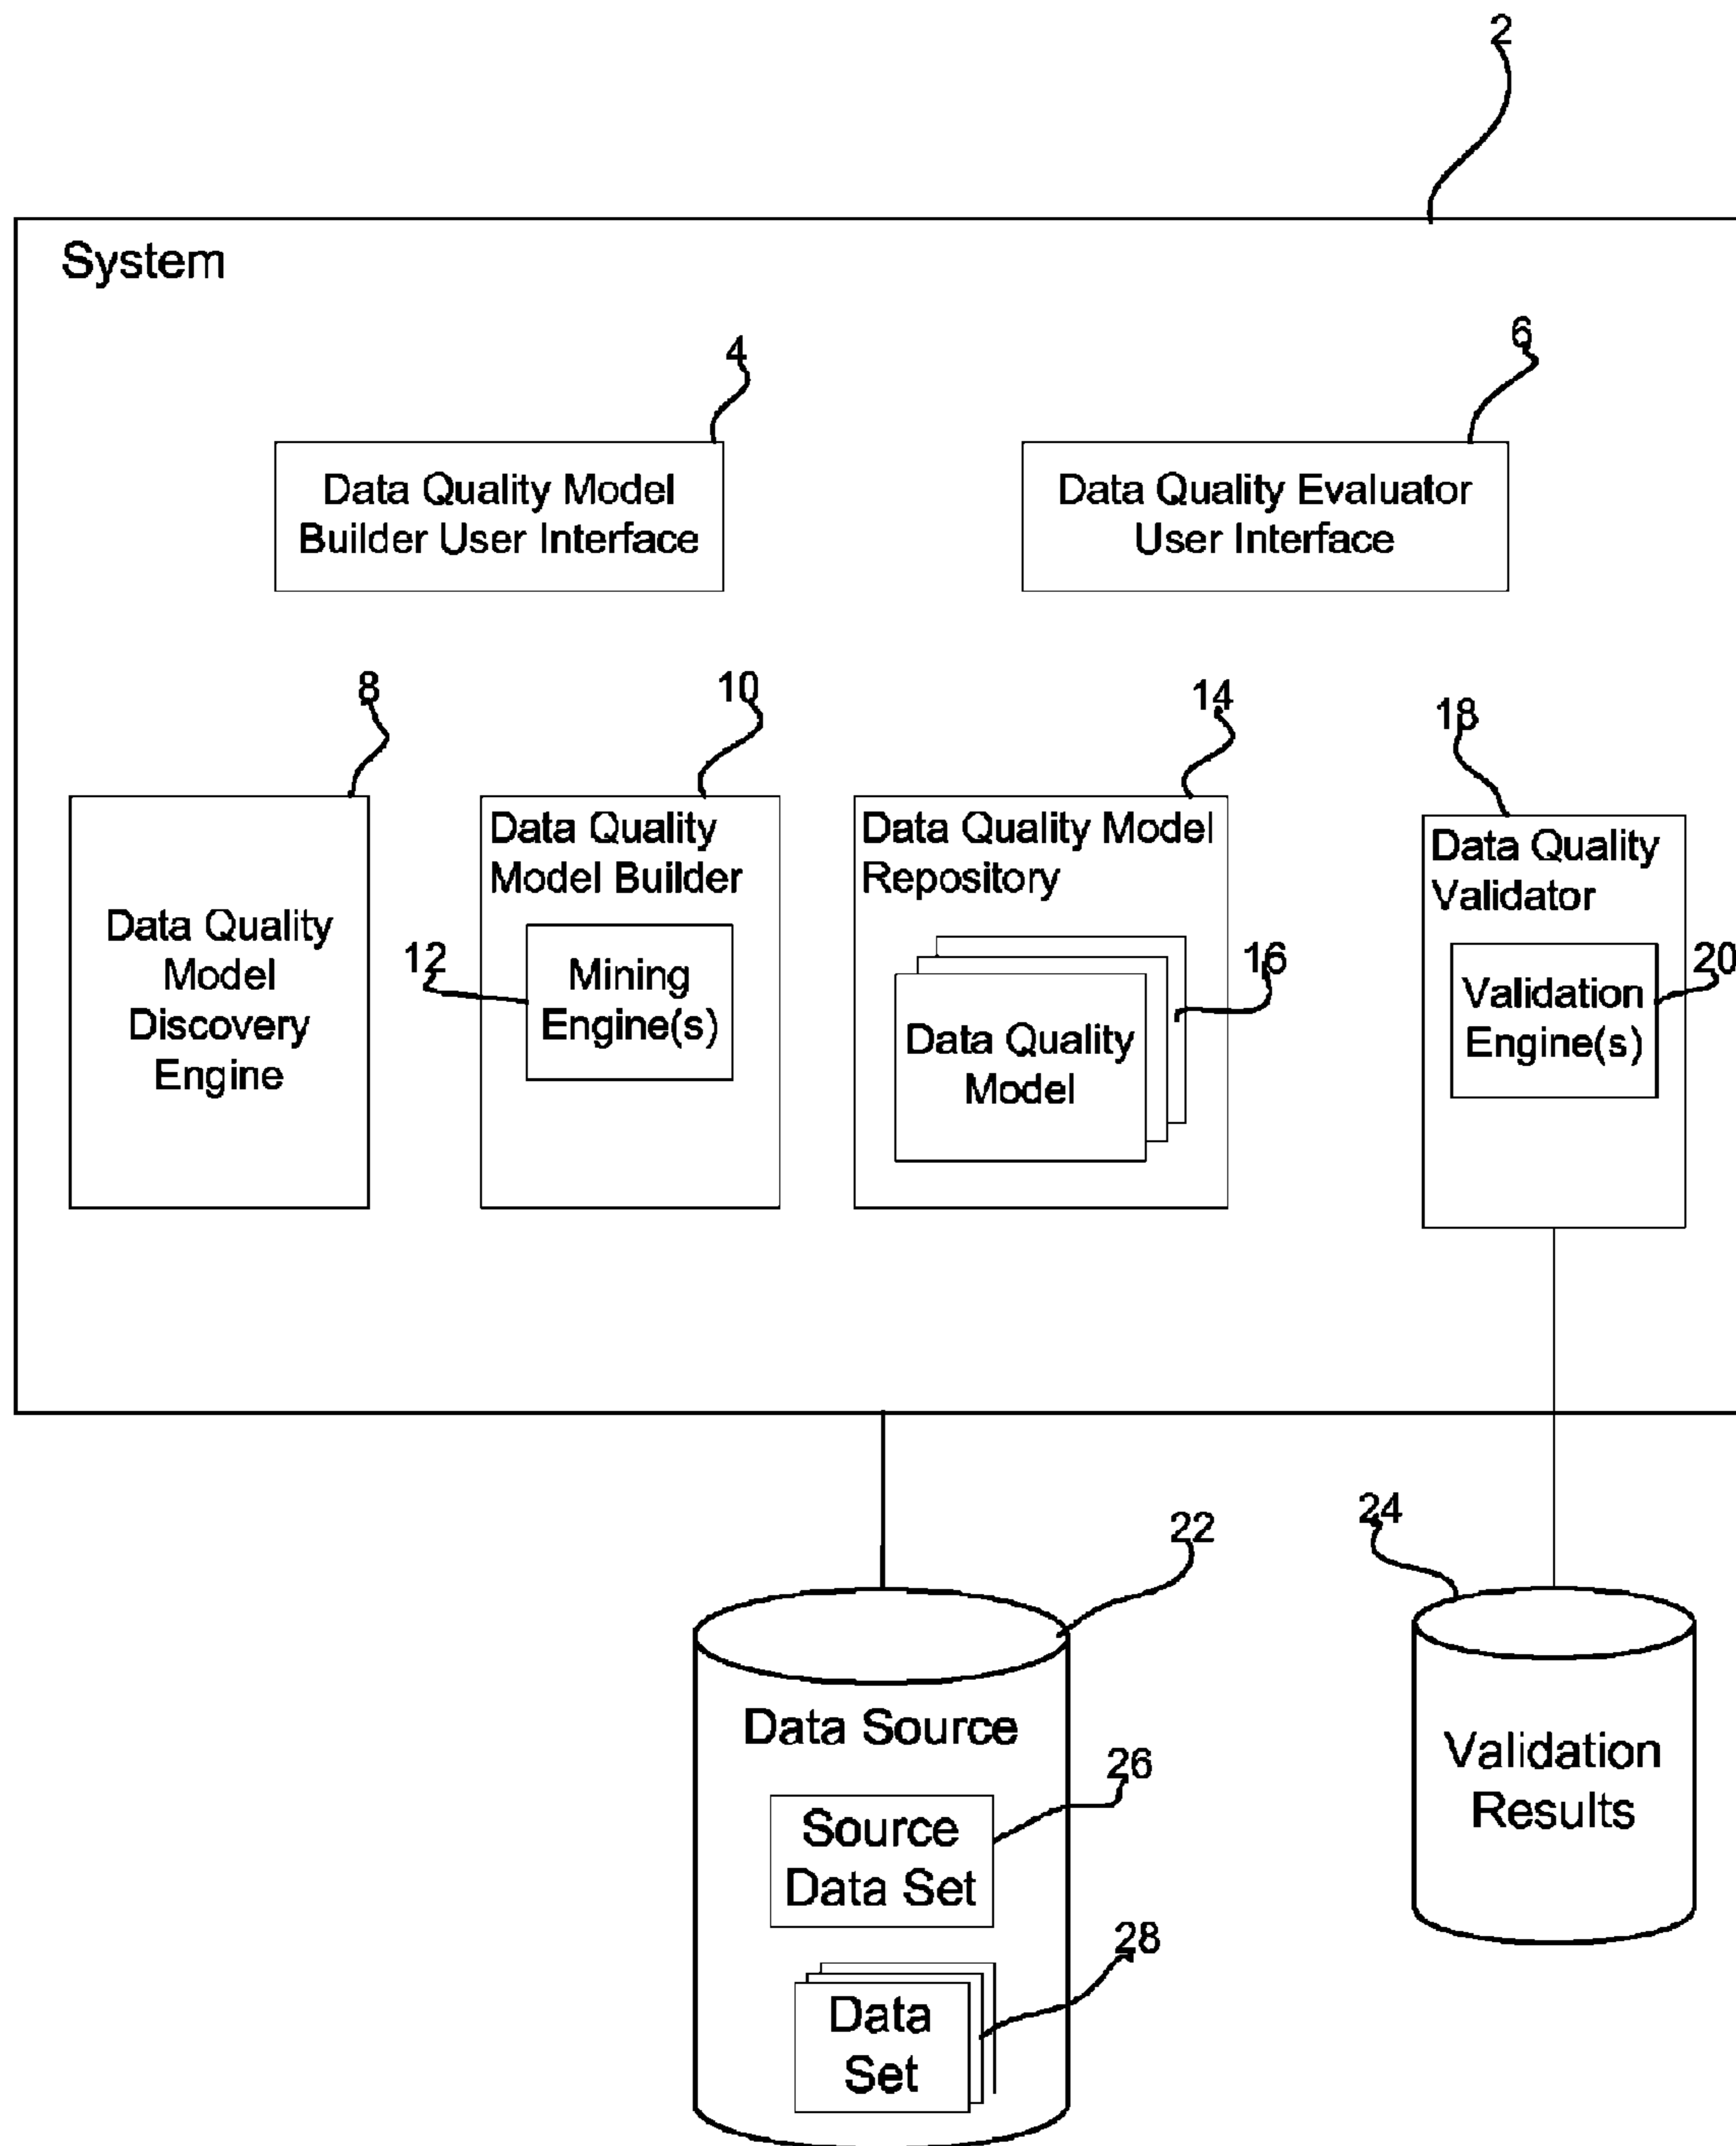 2
System
4
6
Data Quality Model
Builder User Interface
Data Quality Evaluator
User Interface
8
10
14
18
Data Quality
Model
Discovery
Engine
Data Quality
Model Builder
12
Mining
Engine(s)
Data Quality Model
Repository
16
Data Quality
Model
Data Quality
Validator
20
Validation
Engine(s)
22
24
Data Source
26
Source
Data Set
28
Data
Set
Validation
Results